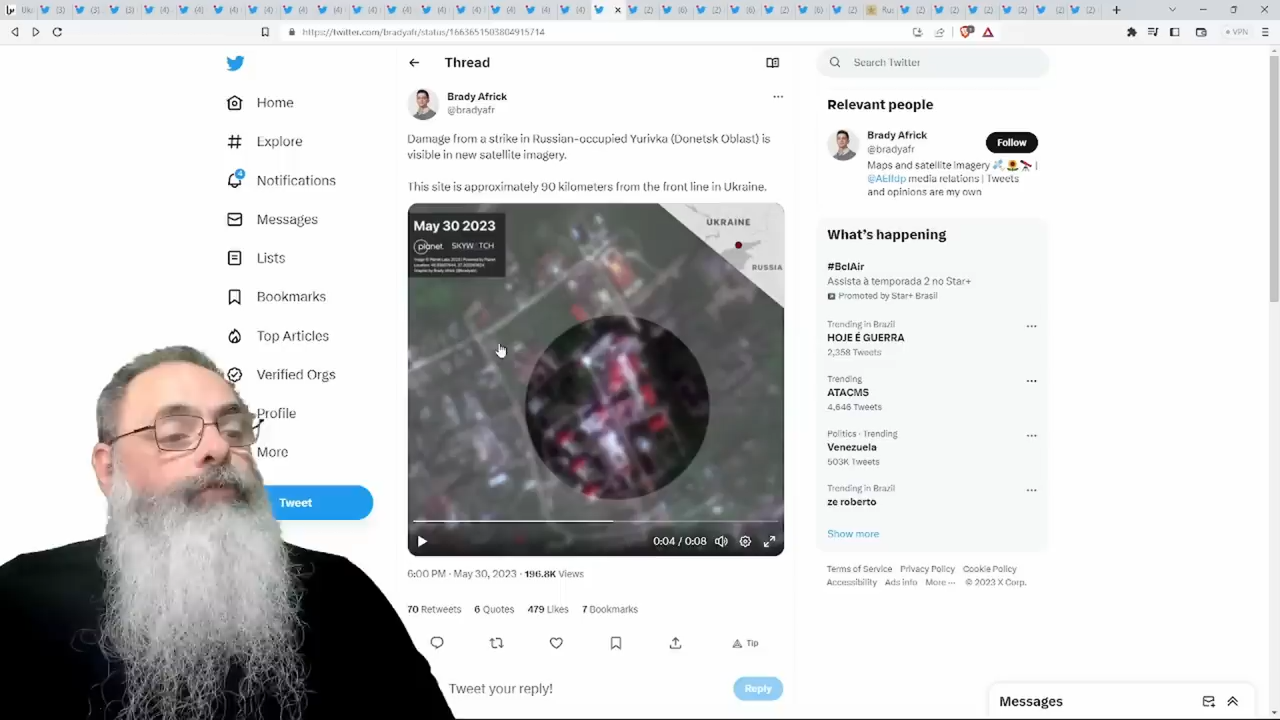 https://twitter.com/bradyafr/status/1663651503804915714
VPN
Home
Explore
4
Notifications
Messages
Lists
Bookmarks
Top Articles
Verified Orgs
Profile
More
Tweet
Thread
Brady Africk
@bradyafr
Damage from a strike in Russian-occupied Yurivka (Donetsk Oblast) is
visible in new satellite imagery.
This site is approximately 90 kilometers from the front line in Ukraine.
May 30 2023
planet. SKYWATCH
UKRAINE
RUSSIA
0:04 / 0:08
6:00 PM · May 30, 2023 · 196.8K Views
70 Retweets 6 Quotes 479 Likes 7 Bookmarks
Tip
Tweet your reply!
Reply
Search Twitter
Relevant people
Brady Africk
@bradyafr
Follow
Maps and satellite imagery
@AEIfdp media relations | Tweets
and opinions are my own
What's happening
#BelAir
Assista à temporada 2 no Star+
Promoted by Star+ Brasil
Trending in Brazil
HOJE É GUERRA
2,358 Tweets
Trending
ATACMS
4,646 Tweets
Politics · Trending
Venezuela
503K Tweets
Trending in Brazil
ze roberto
Show more
Terms of Service Privacy Policy Cookie Policy
Accessibility Ads info More ··· © 2023 X Corp.
Messages